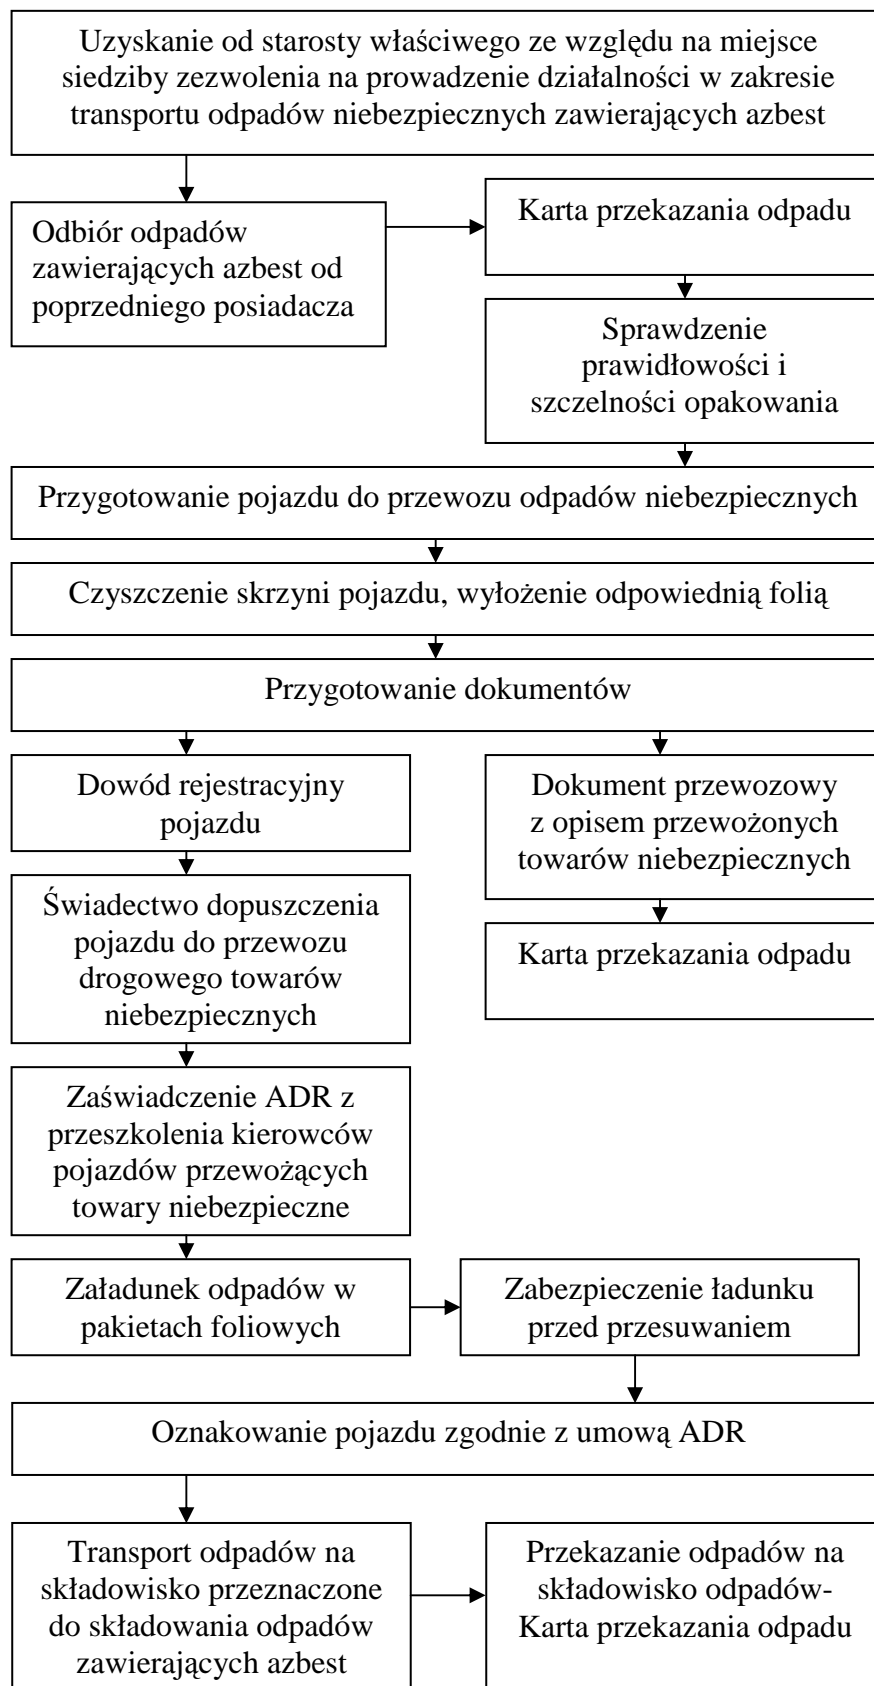 Uzyskanie od starosty właściwego ze względu na miejsce
siedziby zezwolenia na prowadzenie działalności w zakresie
transportu odpadów niebezpiecznych zawierających azbest
Odbiór odpadów
zawierających azbest od
poprzedniego posiadacza
Karta przekazania odpadu
Sprawdzenie
prawidłowości i
szczelności opakowania
Przygotowanie pojazdu do przewozu odpadów niebezpiecznych
Czyszczenie skrzyni pojazdu, wyłożenie odpowiednią folią
Przygotowanie dokumentów
Dowód rejestracyjny
pojazdu
Świadectwo dopuszczenia
pojazdu do przewozu
drogowego towarów
niebezpiecznych
Zaświadczenie ADR z
przeszkolenia kierowców
pojazdów przewożących
towary niebezpieczne
Dokument przewozowy
z opisem przewożonych
towarów niebezpiecznych
Karta przekazania odpadu
Załadunek odpadów w
pakietach foliowych
Zabezpieczenie ładunku
przed przesuwaniem
Oznakowanie pojazdu zgodnie z umową ADR
Transport odpadów na
składowisko przeznaczone
do składowania odpadów
zawierających azbest
Przekazanie odpadów na
składowisko odpadów-
Karta przekazania odpadu